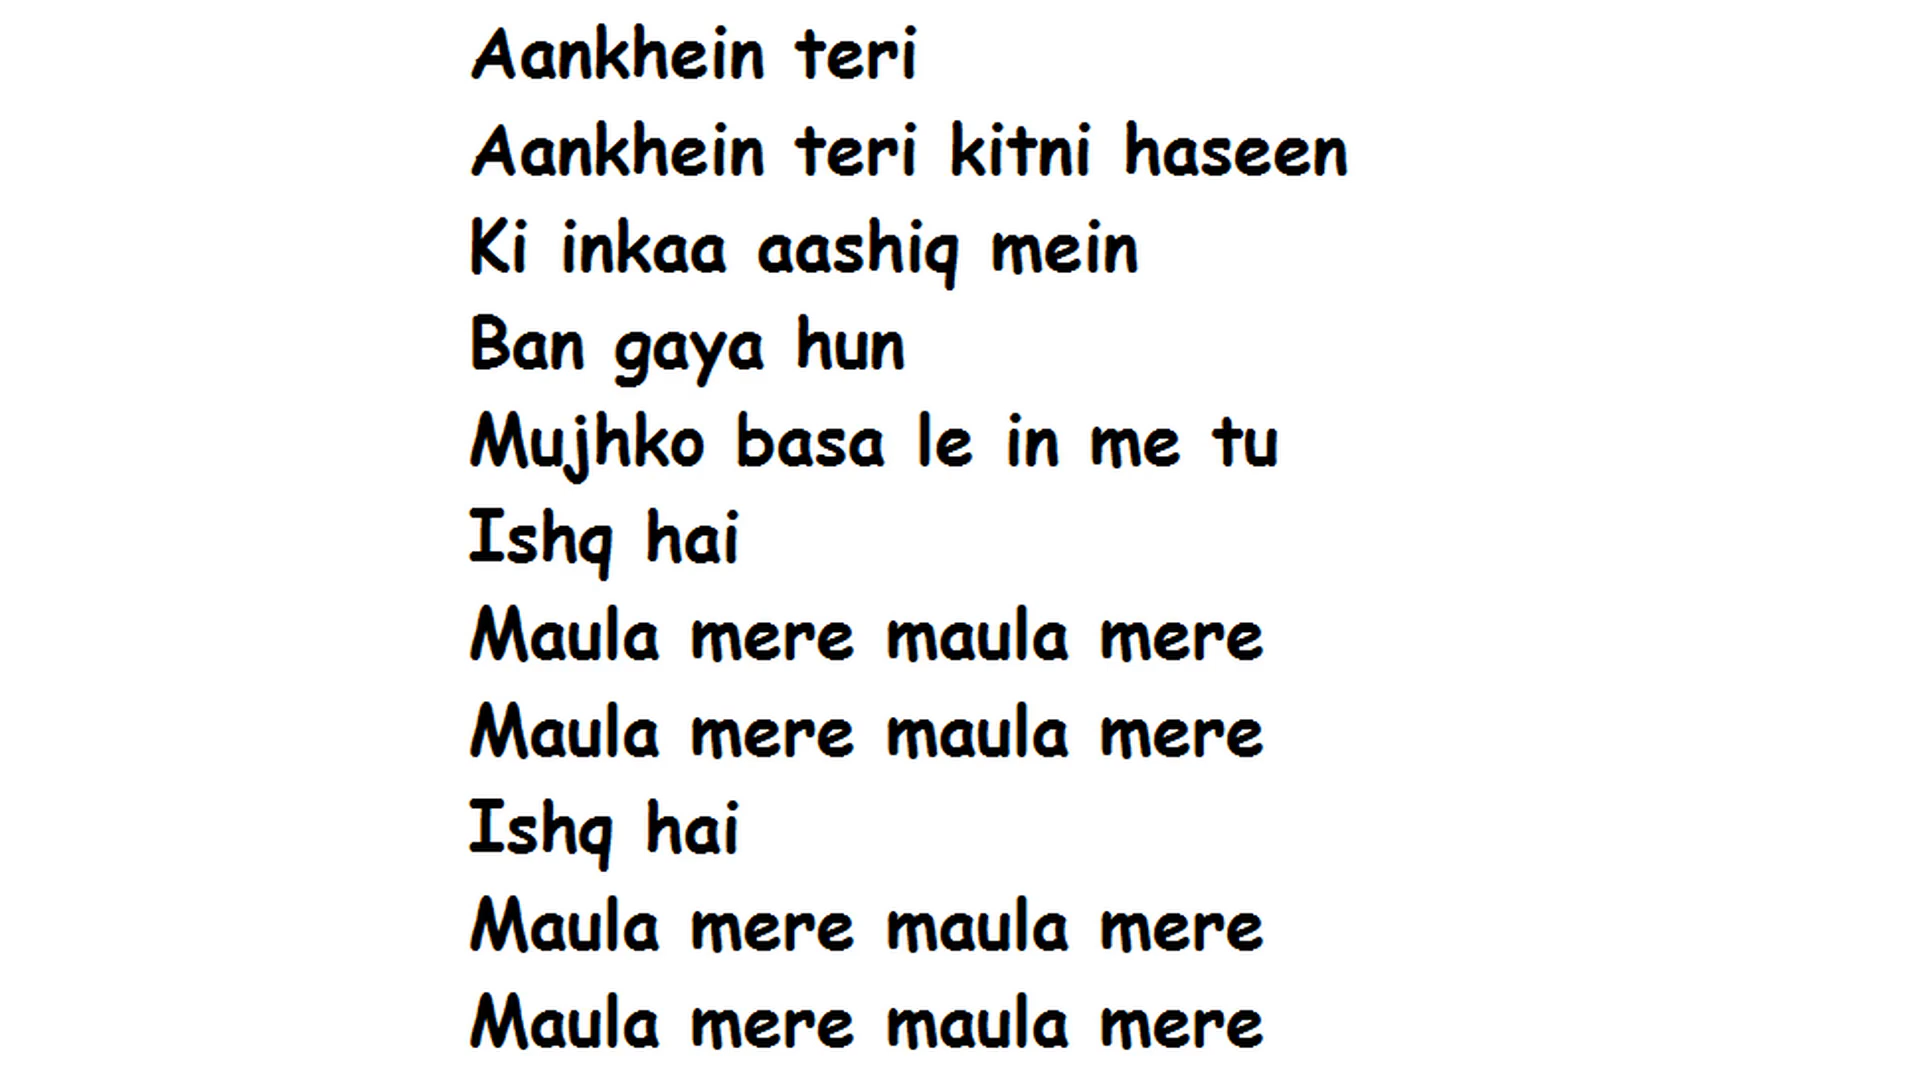 Aankhein teri
Aankhein teri kitni haseen
Ki inkaa aashiq mein
Ban gaya hun
Mujhko basa le in me tu
Ishq hai
Maula mere maula mere
Maula mere maula mere
Ishq hai
Maula mere maula mere
Maula mere maula mere